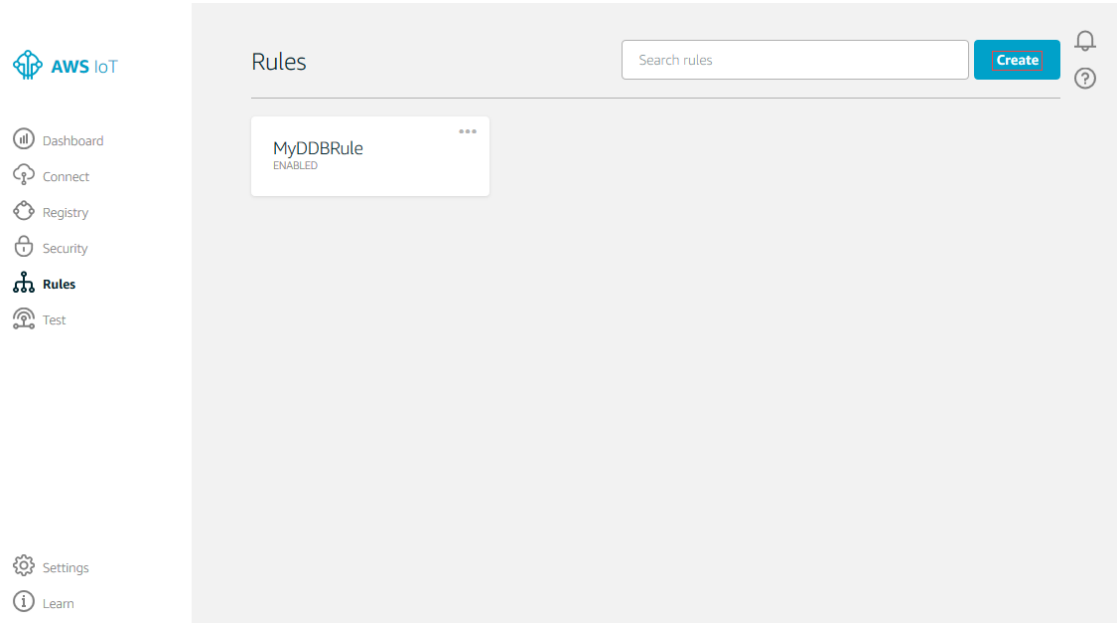 AWS IoT
Dashboard
Connect
Registry
Security
Rules
Test
Settings
Learn
Rules
Search rules
Create
MyDDBRule
ENABLED